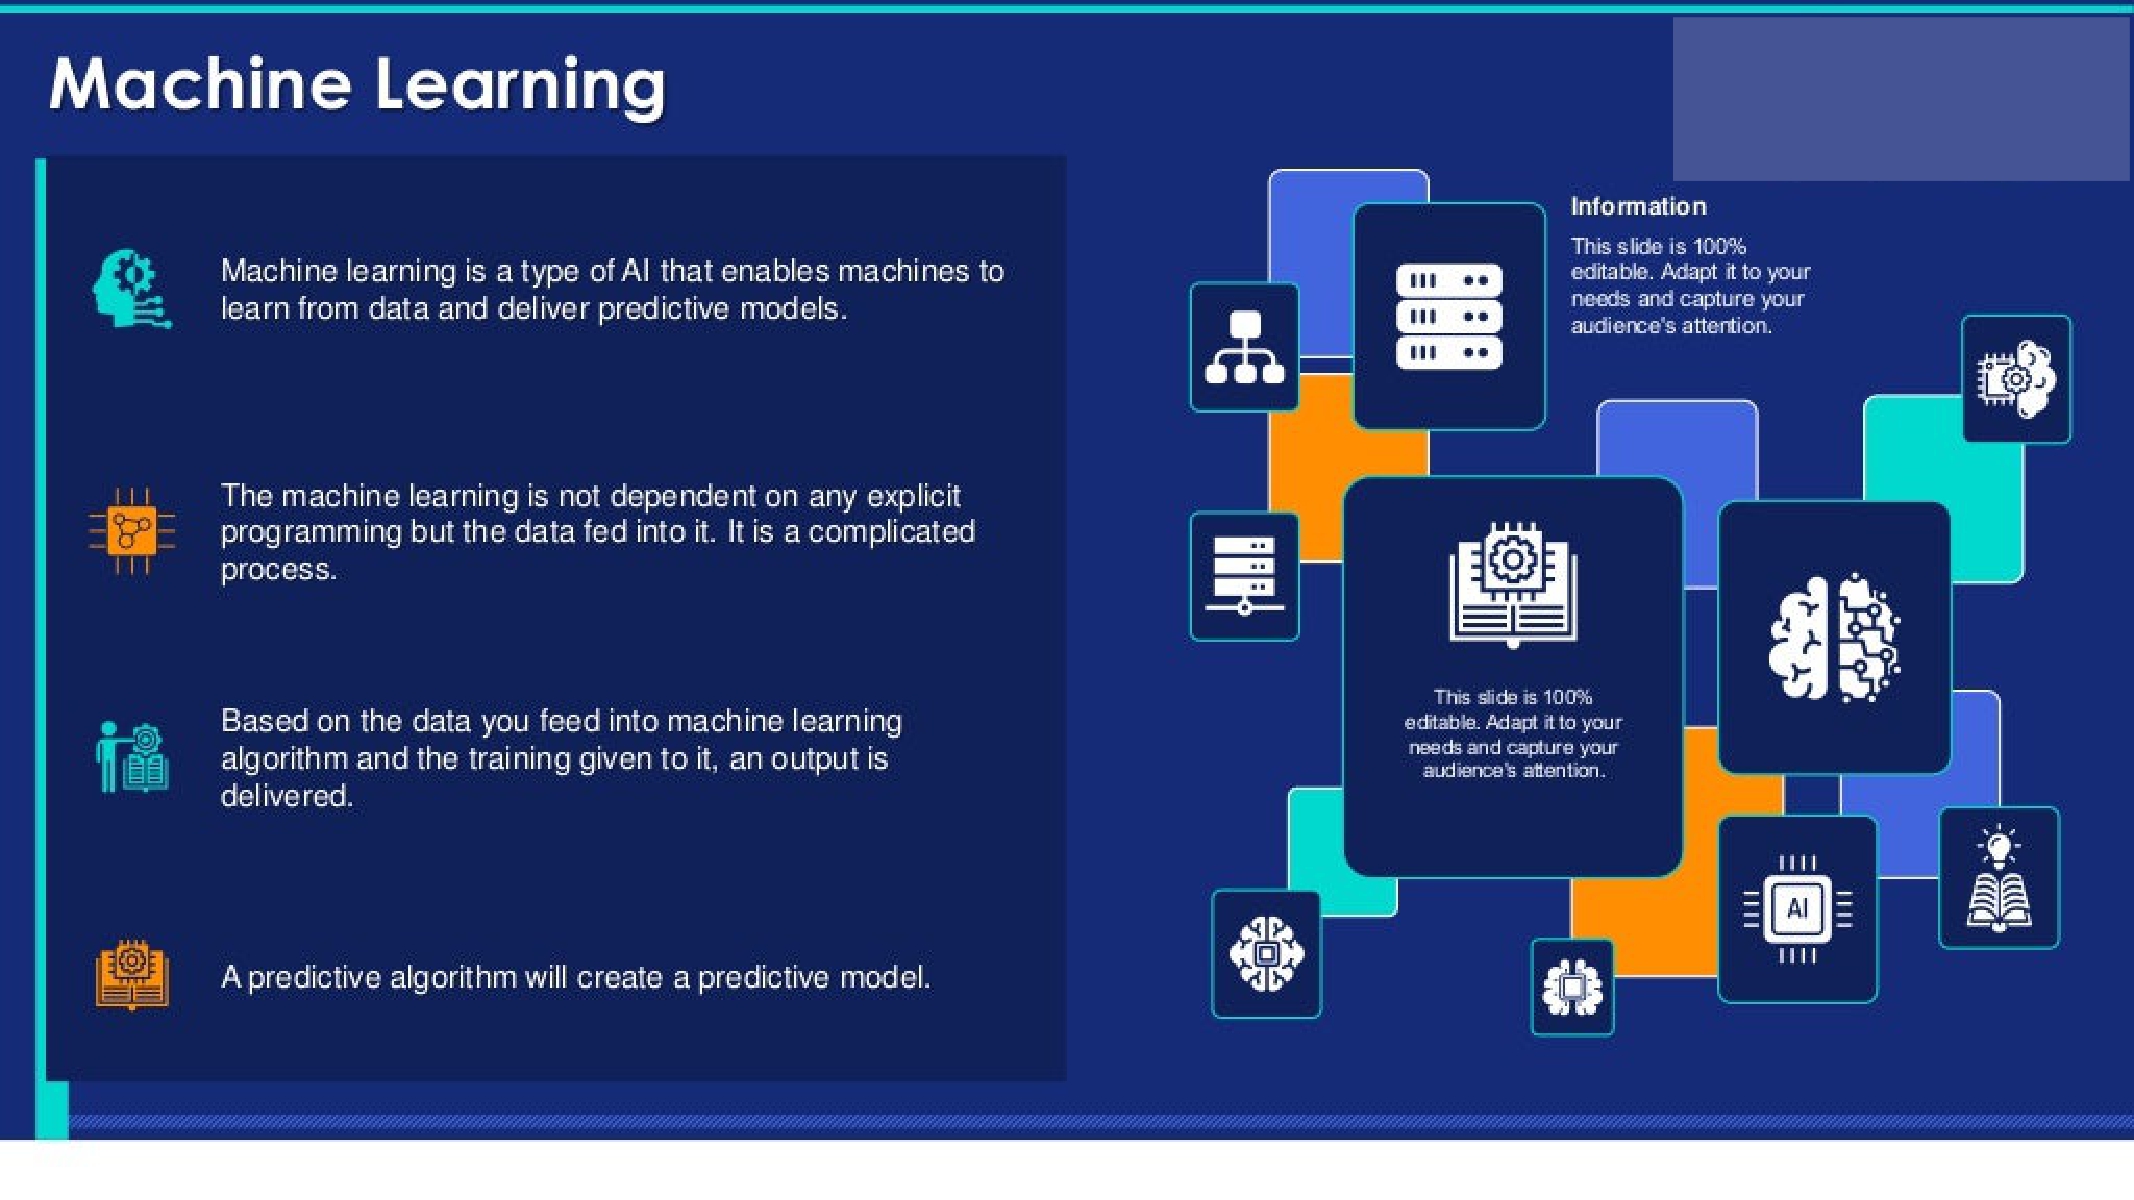 Machine Learning
Machine learning is a type of AI that enables machines to
learn from data and deliver predictive models.
The machine learning is not dependent on any explicit
programming but the data fed into it. It is a complicated
process.
Based on the data you feed into machine learning
algorithm and the training given to it, an output is
delivered.
A predictive algorithm will create a predictive model.
Information
This slide is 100%
editable. Adapt it to your
needs and capture your
audience's attention.
This slide is 100%
editable. Adapt it to your
needs and capture your
audience's attention.
AI